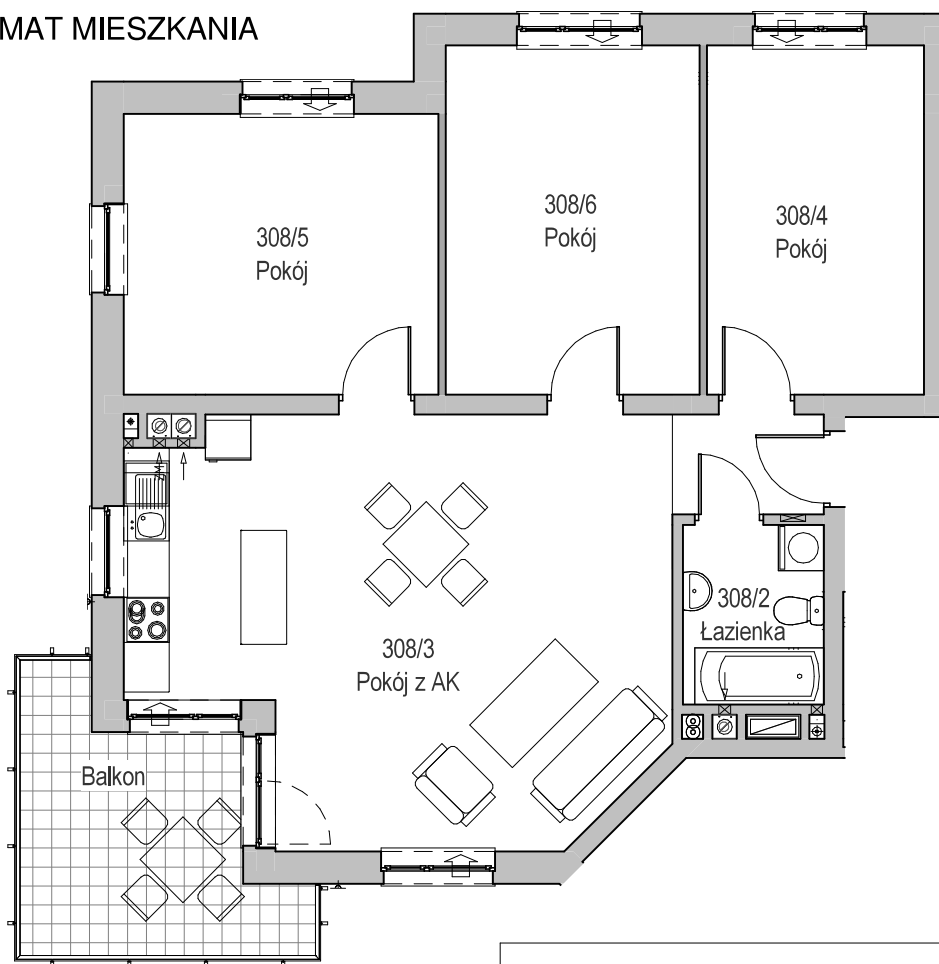 MAT MIESZKANIA
308/5
Pokój
308/6
Pokój
308/4
Pokój
308/3
Pokój z AK
308/2
Łazienka
Balkon